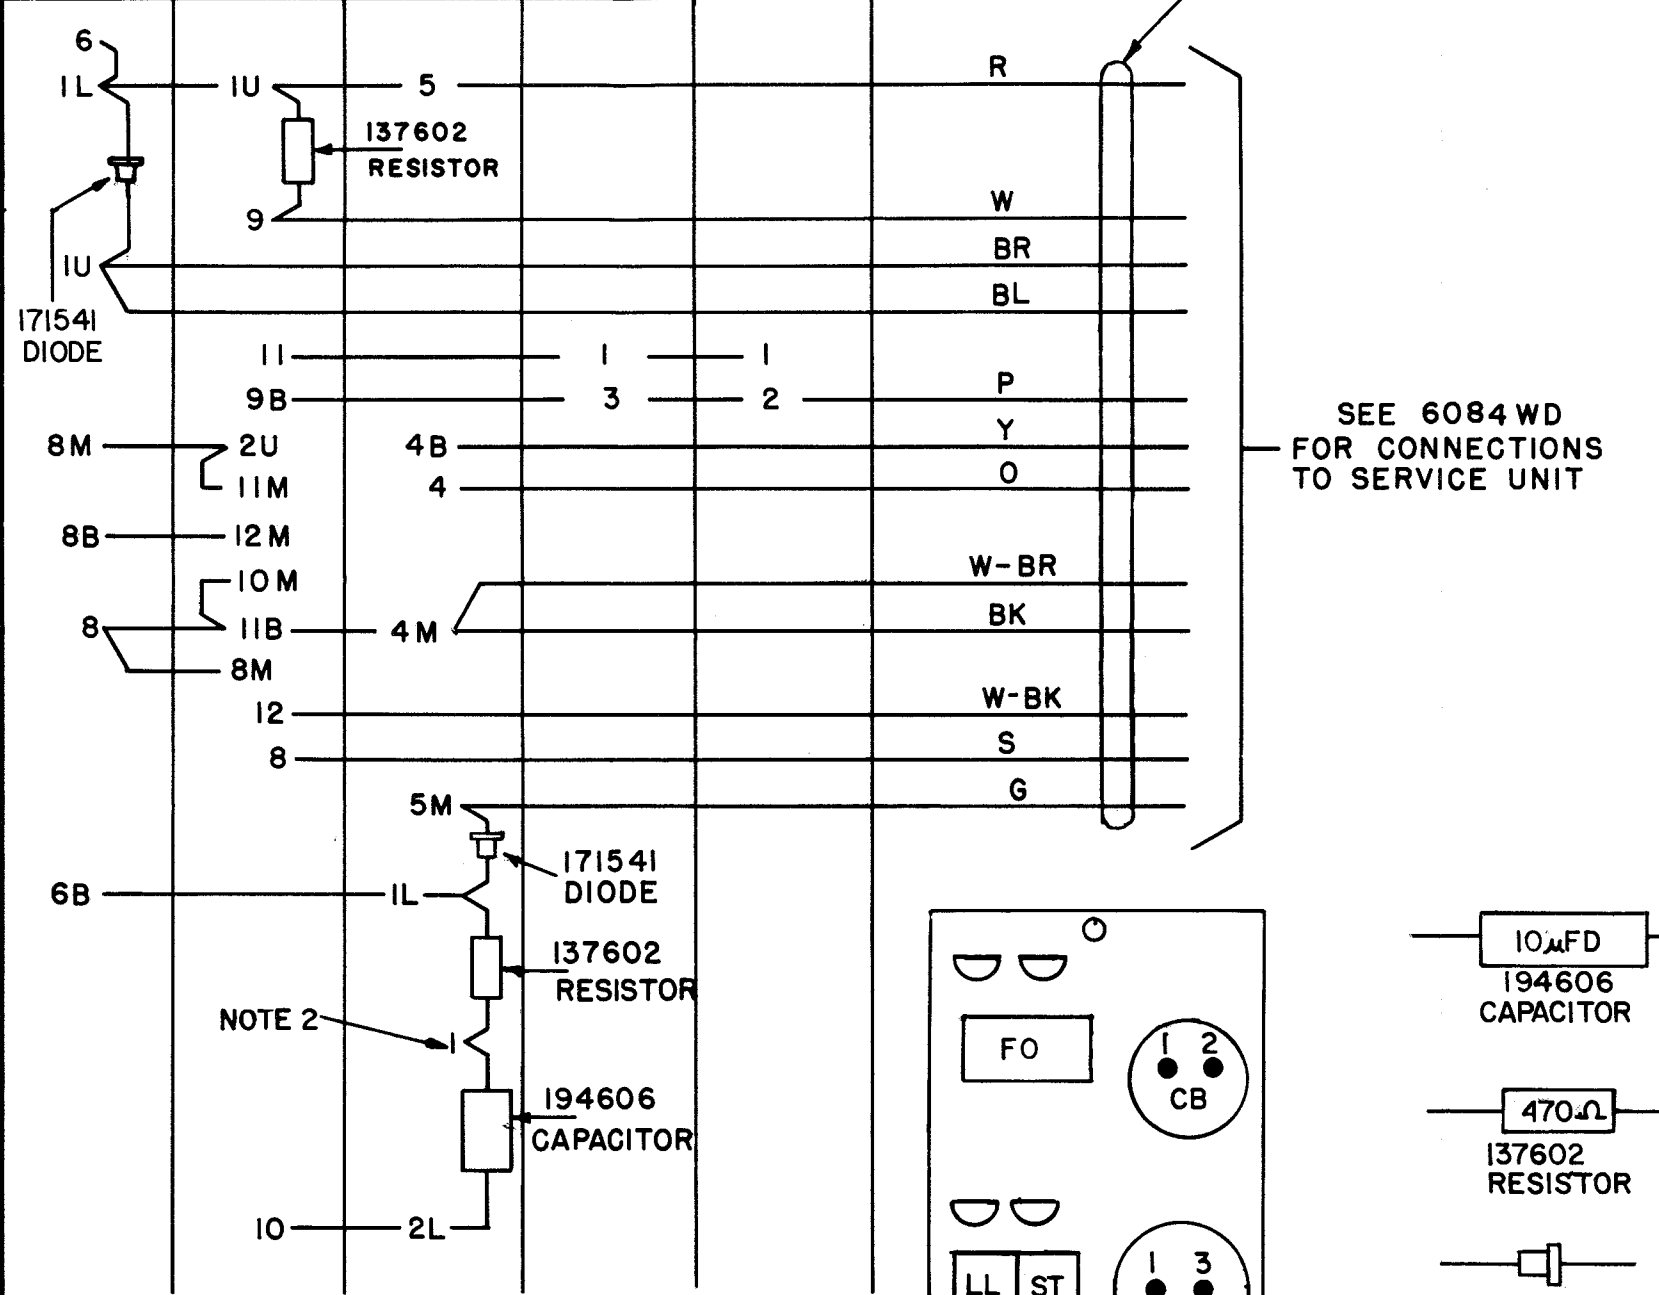 6
1L 1U 5 R
137602
RESISTOR
9 W
1U BR
BL
171541
DIODE
11 1 1
9B 3 2 P
8M 2U 4B Y
11M 4 O
SEE 6084WD
FOR CONNECTIONS
TO SERVICE UNIT
8B 12M
10M W-BR
8 11B 4M BK
8M
12 W-BK
8 S
5M G
171541
DIODE
6B 1L
137602
RESISTOR
NOTE 2 1
194606
CAPACITOR
10 2L
FO
1 2
CB
LL ST
1 3
10µFD
194606
CAPACITOR
470Ω
137602
RESISTOR